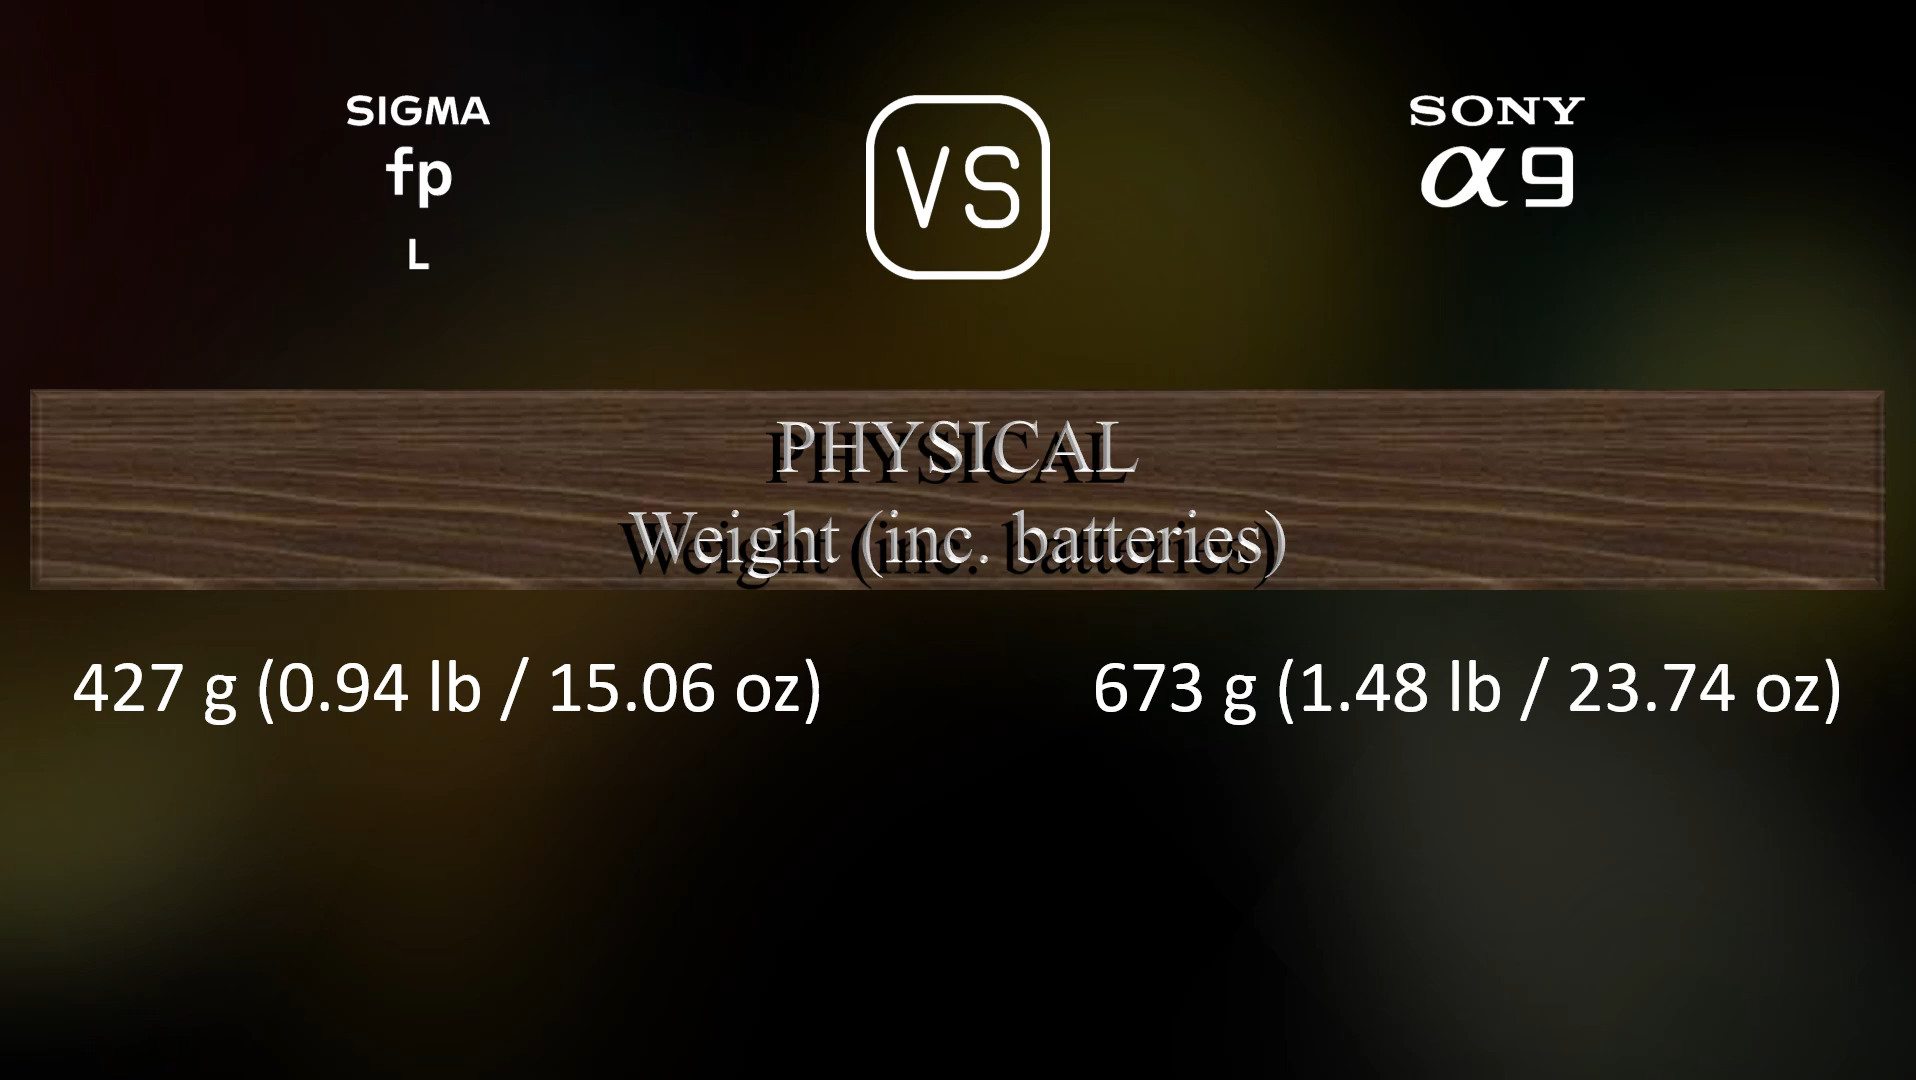 SIGMA
fp
L
VS
SONY
α9
PHYSICAL
Weight (inc. batteries)
427 g (0.94 lb / 15.06 oz)
673 g (1.48 lb / 23.74 oz)